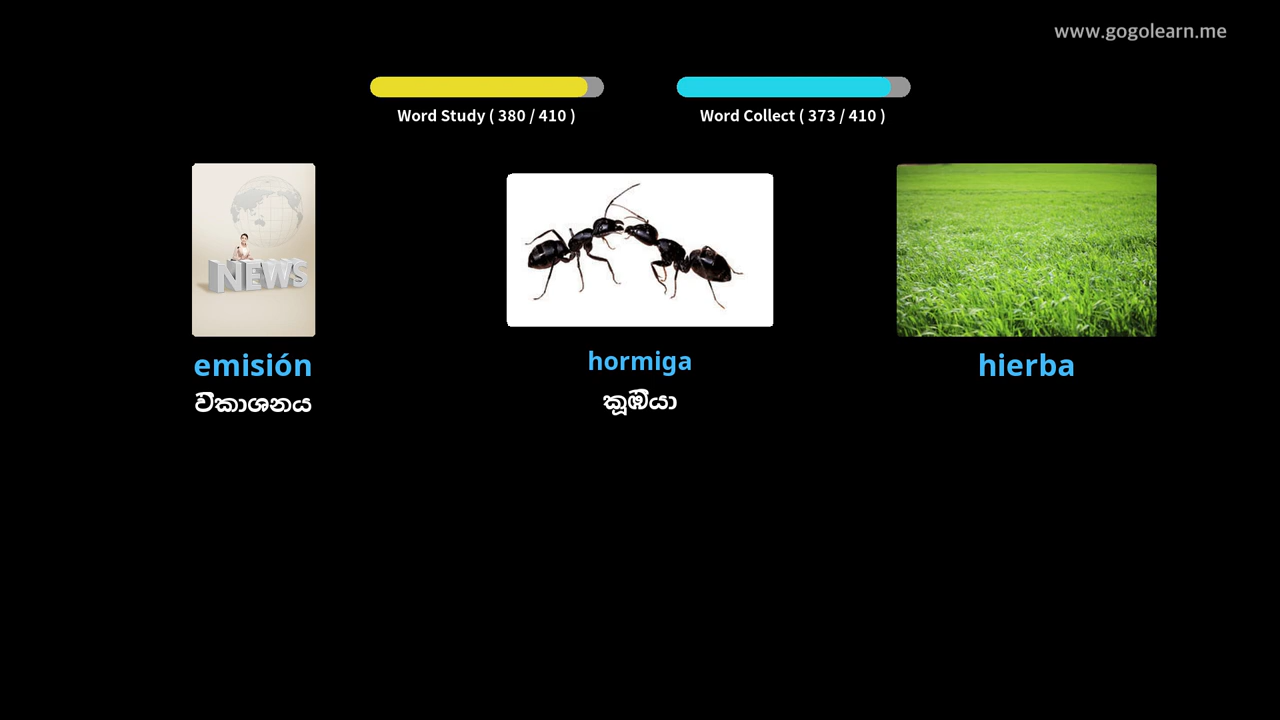 www.gogolearn.me
Word Study ( 380 / 410 )
Word Collect ( 373 / 410 )
NEWS
emisión
hormiga
hierba
විකාශනය
කූඹියා